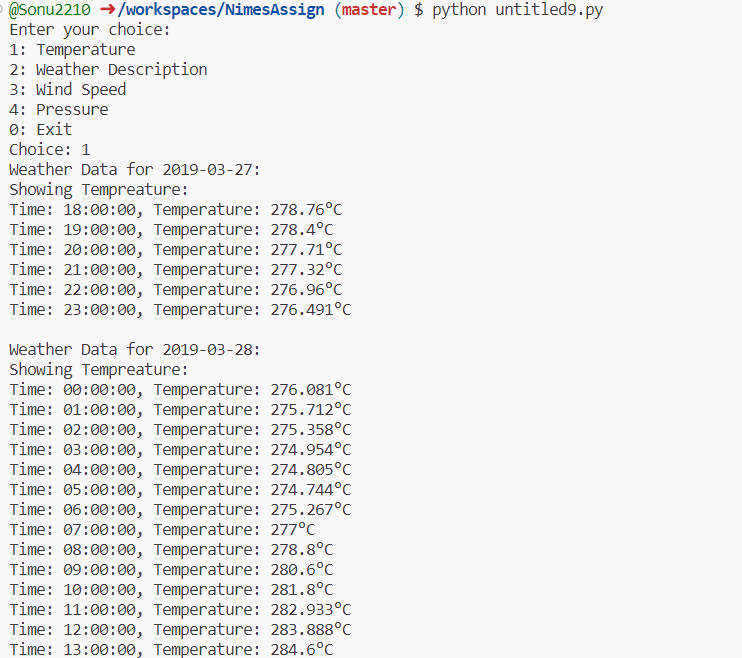 @Sonu2210 ➜/workspaces/NimesAssign (master) $ python untitled9.py
Enter your choice:
1: Temperature
2: Weather Description
3: Wind Speed
4: Pressure
0: Exit
Choice: 1
Weather Data for 2019-03-27:
Showing Tempreature:
Time: 18:00:00, Temperature: 278.76°C
Time: 19:00:00, Temperature: 278.4°C
Time: 20:00:00, Temperature: 277.71°C
Time: 21:00:00, Temperature: 277.32°C
Time: 22:00:00, Temperature: 276.96°C
Time: 23:00:00, Temperature: 276.491°C

Weather Data for 2019-03-28:
Showing Tempreature:
Time: 00:00:00, Temperature: 276.081°C
Time: 01:00:00, Temperature: 275.712°C
Time: 02:00:00, Temperature: 275.358°C
Time: 03:00:00, Temperature: 274.954°C
Time: 04:00:00, Temperature: 274.805°C
Time: 05:00:00, Temperature: 274.744°C
Time: 06:00:00, Temperature: 275.267°C
Time: 07:00:00, Temperature: 277°C
Time: 08:00:00, Temperature: 278.8°C
Time: 09:00:00, Temperature: 280.6°C
Time: 10:00:00, Temperature: 281.8°C
Time: 11:00:00, Temperature: 282.933°C
Time: 12:00:00, Temperature: 283.888°C
Time: 13:00:00, Temperature: 284.6°C